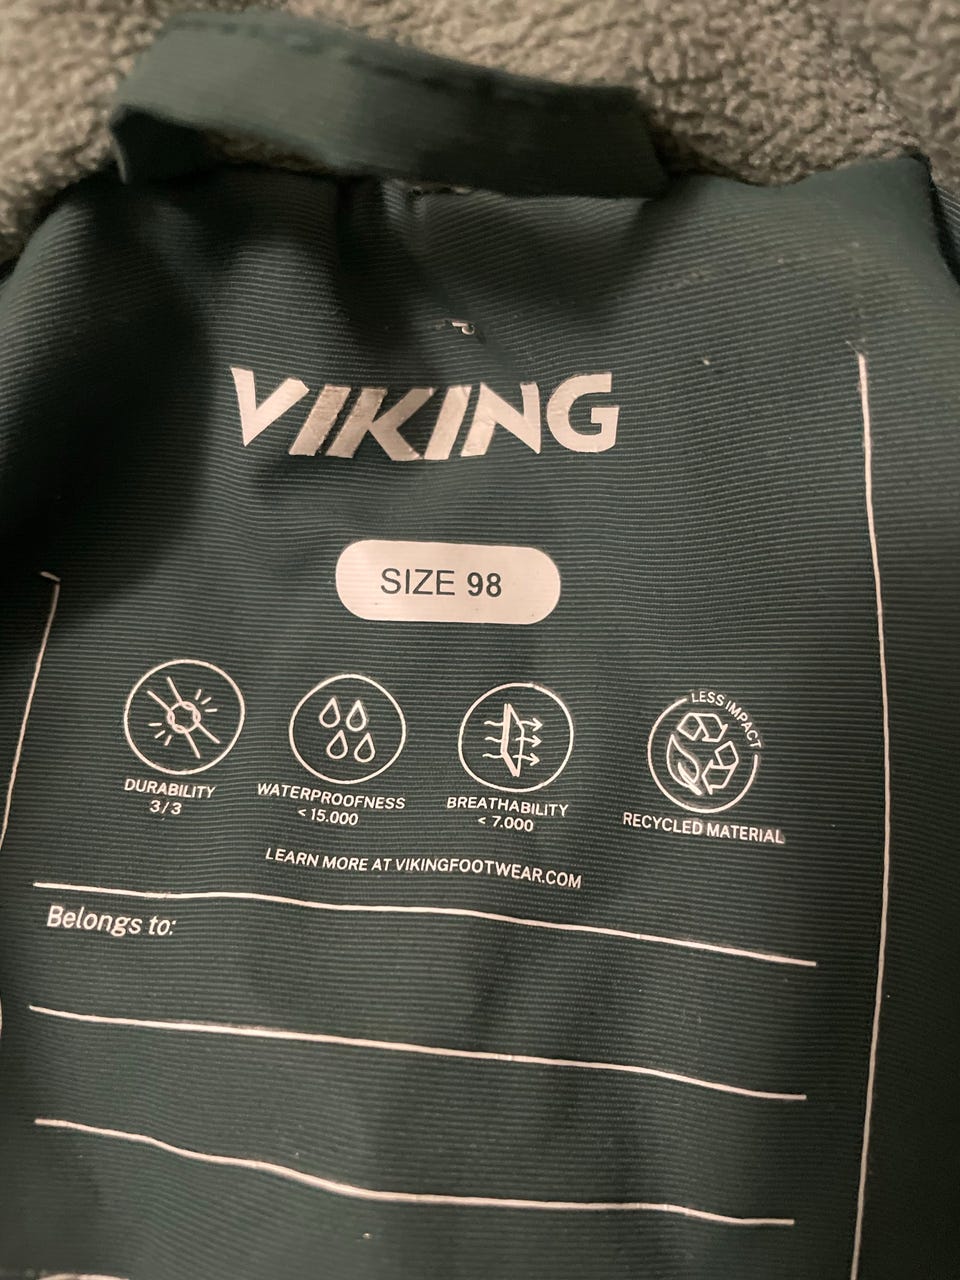 VIKING
SIZE 98
DURABILITY
3/3
WATERPROOFNESS
< 15.000
BREATHABILITY
< 7.000
LESS IMPACT
RECYCLED MATERIAL
LEARN MORE AT VIKINGFOOTWEAR.COM
Belongs to: